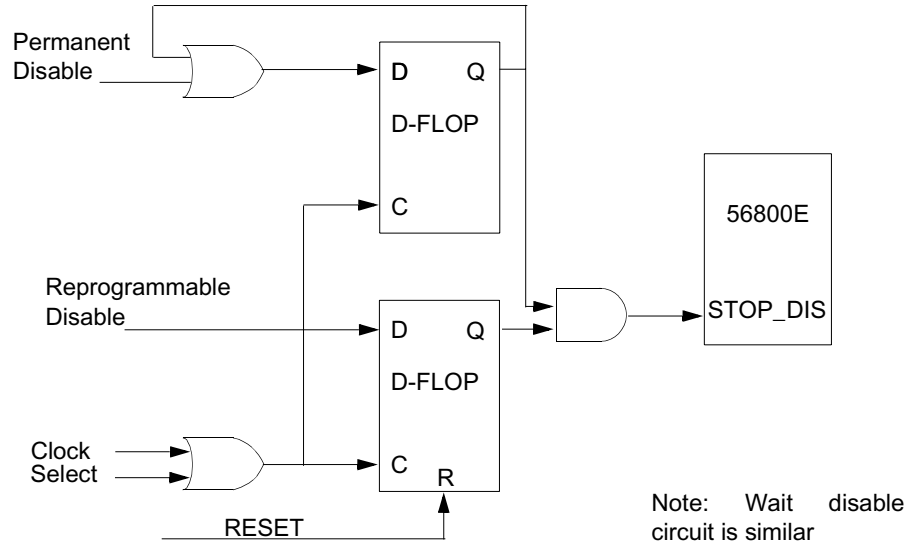 Permanent
Disable
D Q
D-FLOP
C
56800E
STOP_DIS
Reprogrammable
Disable
D Q
D-FLOP
C
R
Clock
Select
RESET
Note: Wait disable
circuit is similar